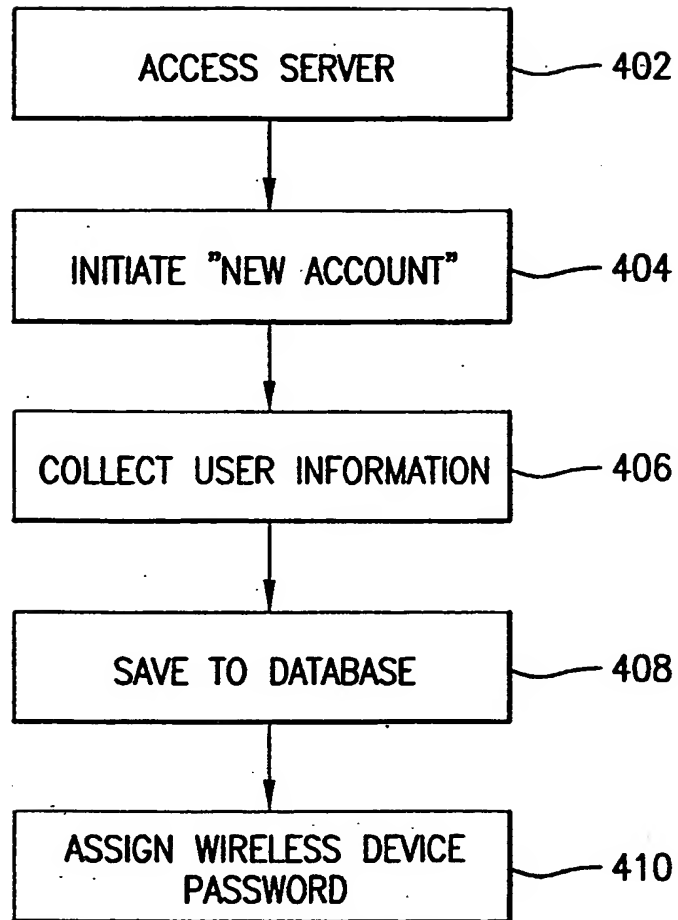 ACCESS SERVER 402
INITIATE "NEW ACCOUNT" 404
COLLECT USER INFORMATION 406
SAVE TO DATABASE 408
ASSIGN WIRELESS DEVICE
PASSWORD 410